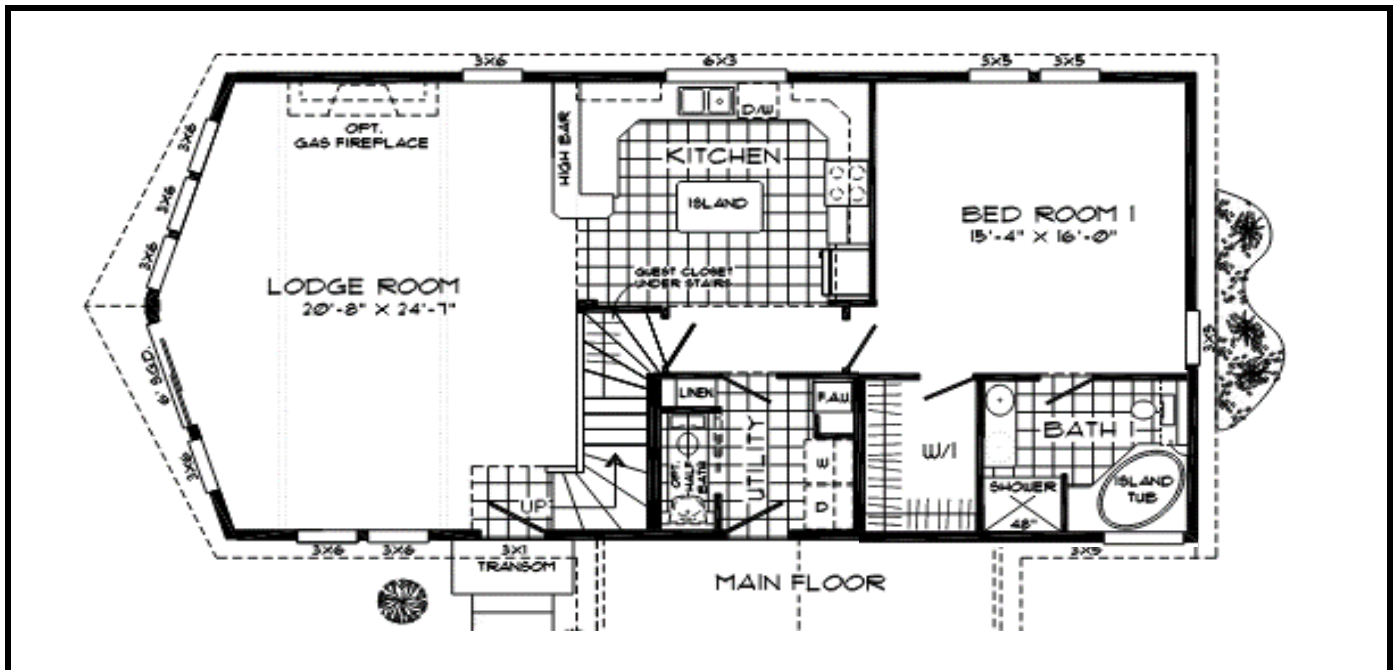 3X6
6X3
3X5
3X5
OPT.
GAS FIREPLACE
HIGH BAR
D/W
KITCHEN
ISLAND
3X6
3X6
3X6
BED ROOM 1
15'-4" X 16'-0"
LODGE ROOM
20'-8" X 24'-7"
GUEST CLOSET
UNDER STAIRS
3X5
6' SGD.
3X6
LINEN
F.A.U.
OPT.
HALF
BATH
UTILITY
W
D
W/I
BATH 1
SHOWER
48"
ISLAND
TUB
UP
3X6
3X6
3X1
TRANSOM
3X5
MAIN FLOOR